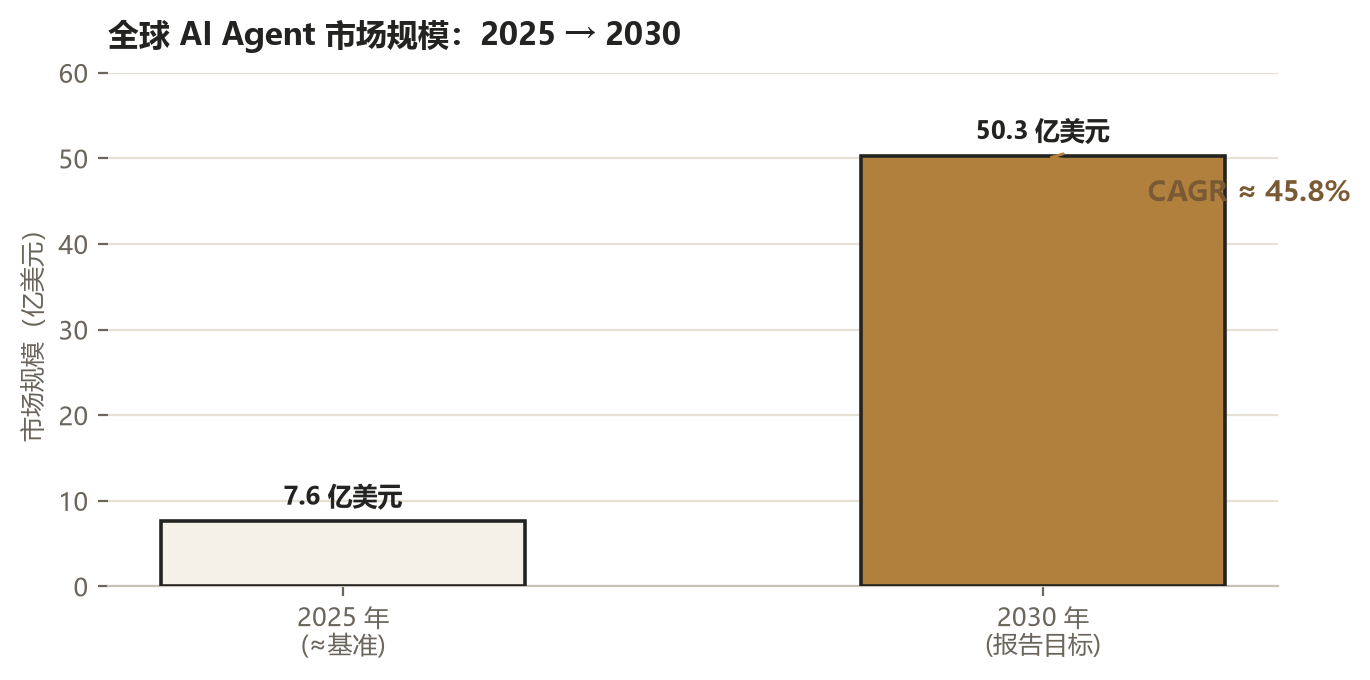 全球 AI Agent 市场规模：2025 → 2030
市场规模（亿美元）
60
50
40
30
20
10
0
50.3 亿美元
CAGR ≈ 45.8%
7.6 亿美元
2025 年
(≈基准)
2030 年
(报告目标)